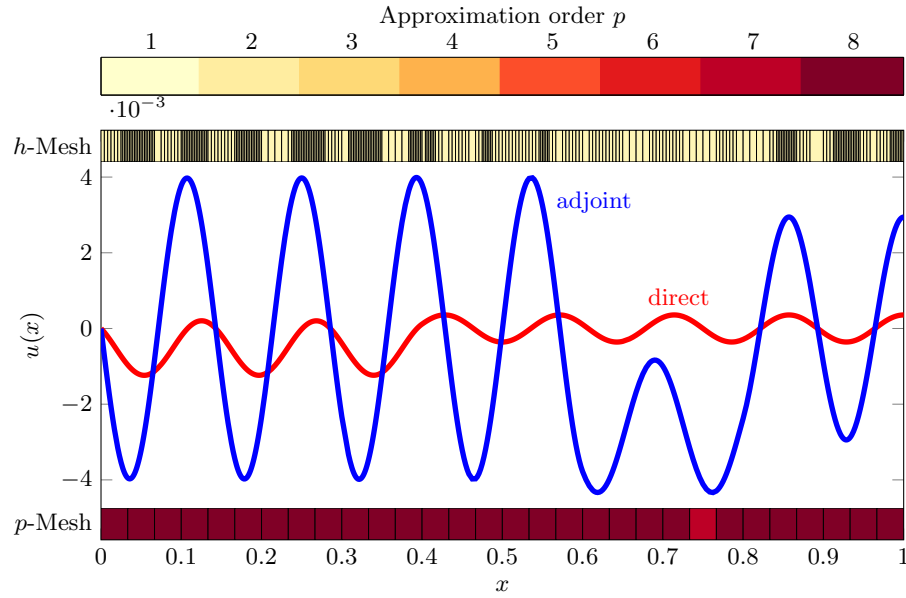 Approximation order p
1 2 3 4 5 6 7 8
·10⁻³
h-Mesh
4
adjoint
2
direct
0
u(x)
−2
−4
p-Mesh
0 0.1 0.2 0.3 0.4 0.5 0.6 0.7 0.8 0.9 1
x